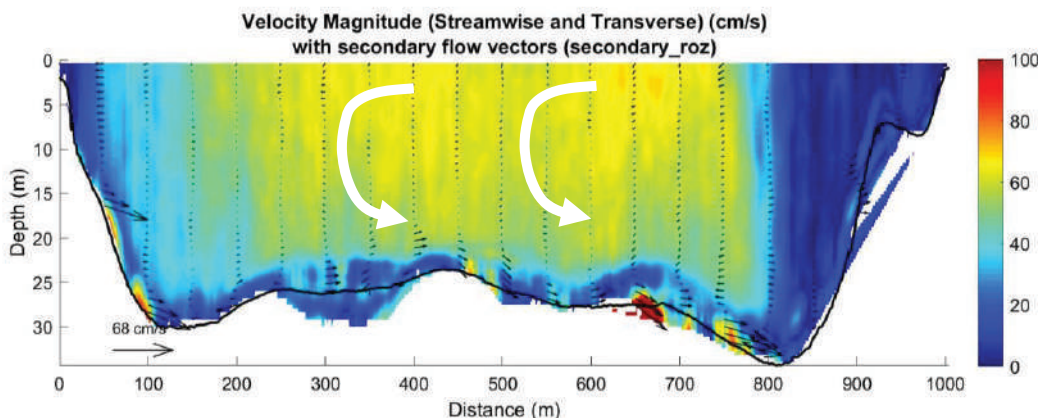 Velocity Magnitude (Streamwise and Transverse) (cm/s)
with secondary flow vectors (secondary_roz)
0
5
10
15
20
25
30
Depth (m)
68 cm/s
0 100 200 300 400 500 600 700 800 900 1000
Distance (m)
100
80
60
40
20
0